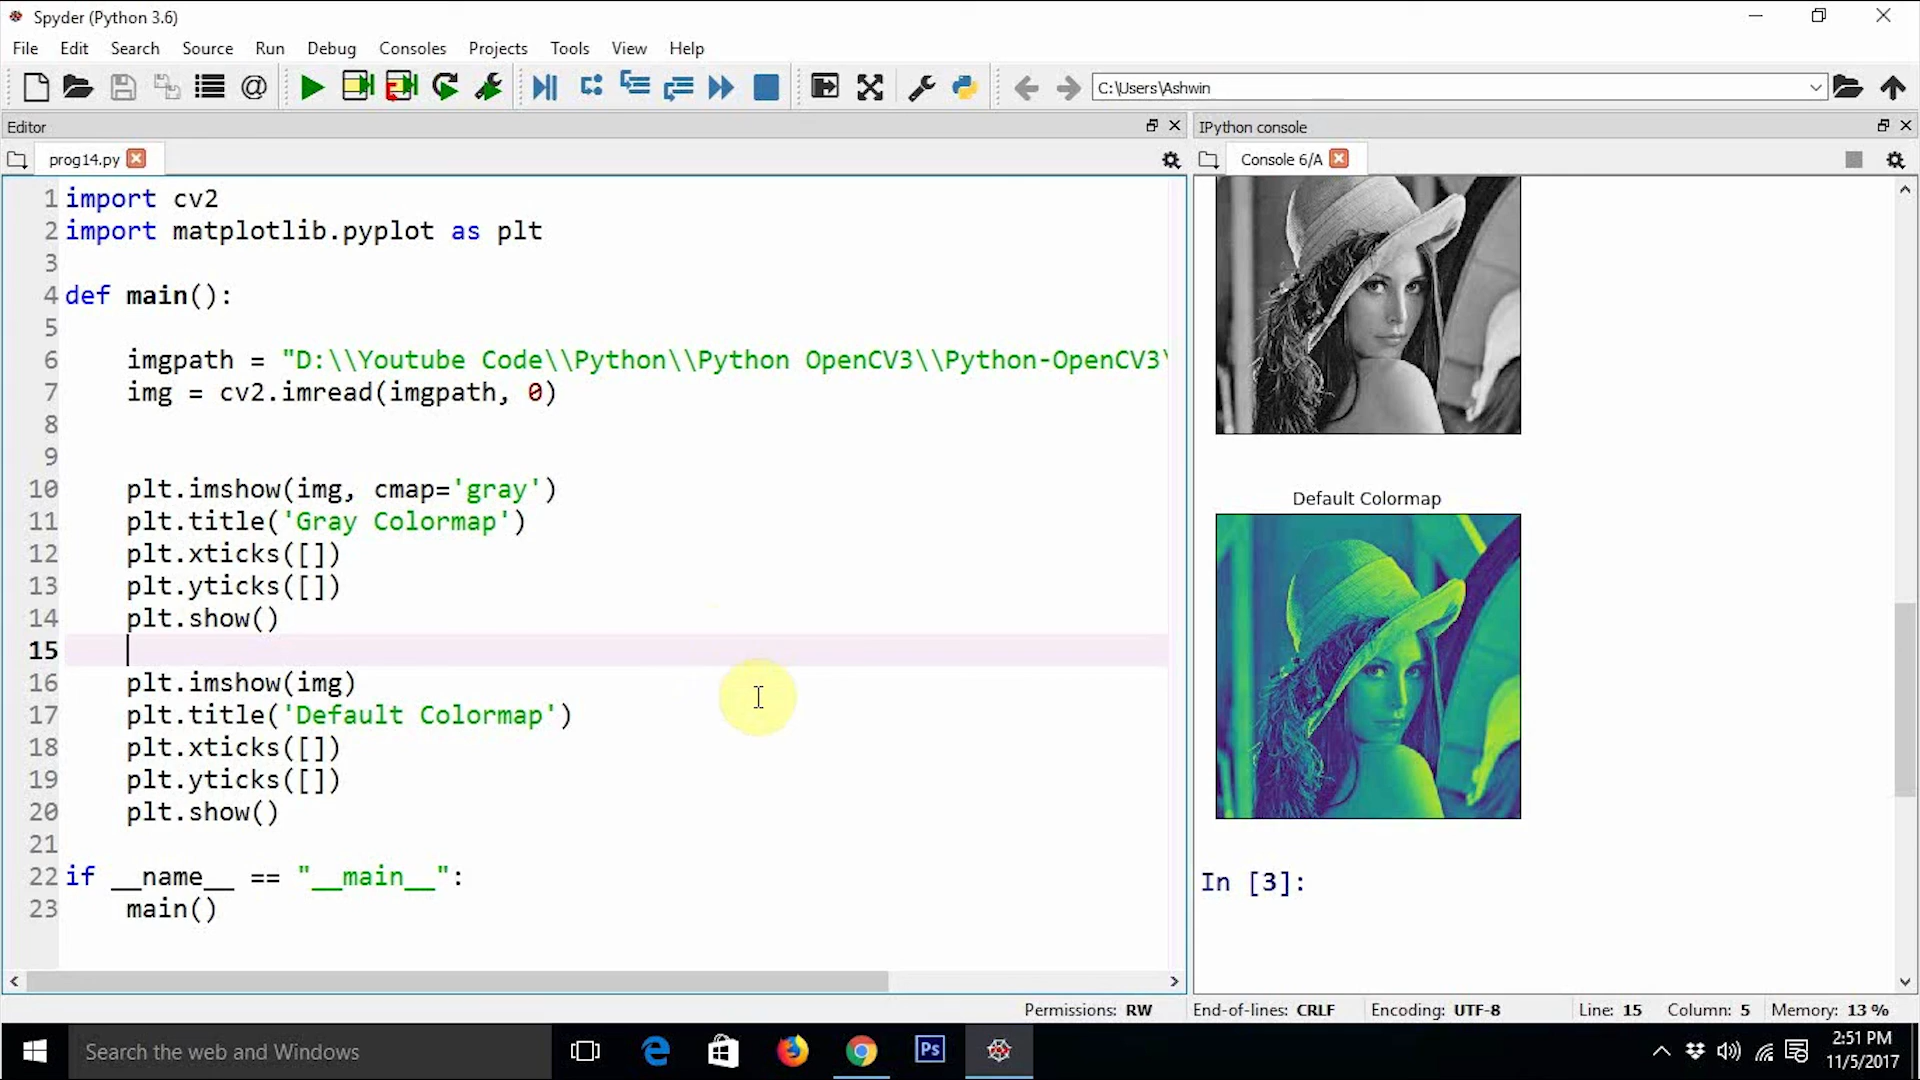 Spyder (Python 3.6)
File Edit Search Source Run Debug Consoles Projects Tools View Help
C:\Users\Ashwin
Editor
prog14.py
1 import cv2
2 import matplotlib.pyplot as plt
3
4 def main():
5
6 imgpath = "D:\\Youtube Code\\Python\\Python OpenCV3\\Python-OpenCV3\
7 img = cv2.imread(imgpath, 0)
8
9
10 plt.imshow(img, cmap='gray')
11 plt.title('Gray Colormap')
12 plt.xticks([])
13 plt.yticks([])
14 plt.show()
15
16 plt.imshow(img)
17 plt.title('Default Colormap')
18 plt.xticks([])
19 plt.yticks([])
20 plt.show()
21
22 if __name__ == "__main__":
23 main()
IPython console
Console 6/A
Default Colormap
In [3]:
Permissions: RW End-of-lines: CRLF Encoding: UTF-8 Line: 15 Column: 5 Memory: 13 %
Search the web and Windows
Ps
2:51 PM
11/5/2017